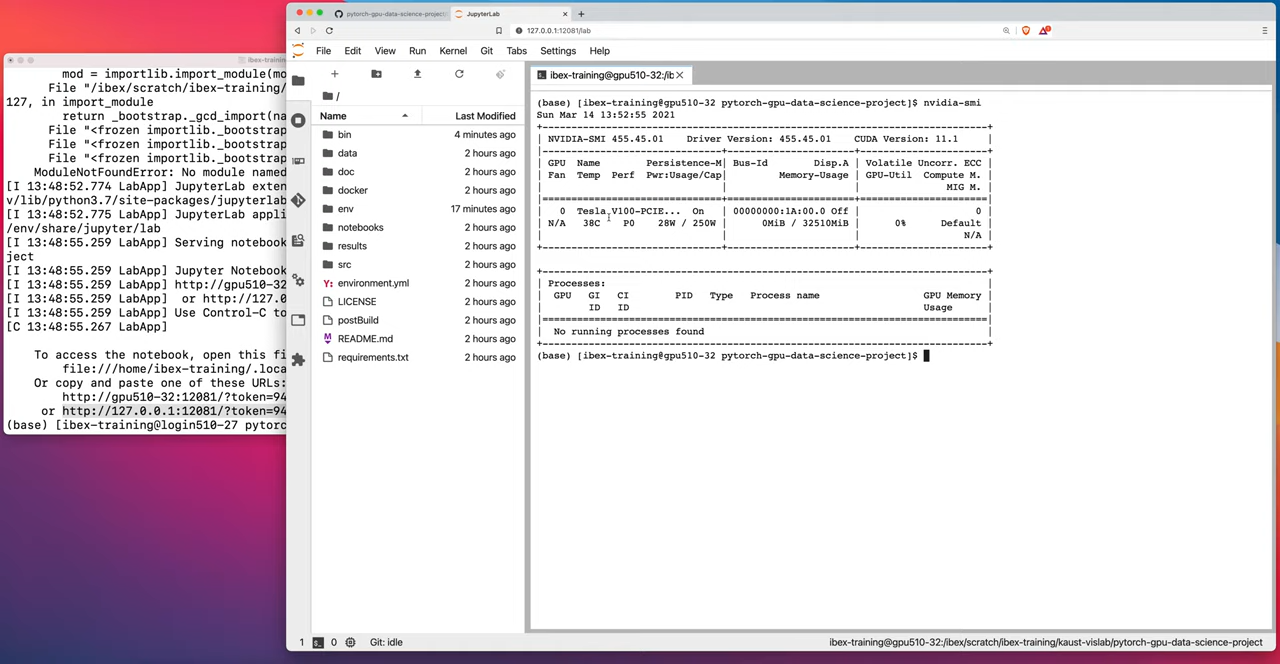 ibex-training
mod = importlib.import_module(mo
File "/ibex/scratch/ibex-training/
127, in import_module
return _bootstrap._gcd_import(na
File "<frozen importlib._bootstrap
File "<frozen importlib._bootstrap
File "<frozen importlib._bootstrap
ModuleNotFoundError: No module named
[I 13:48:52.774 LabApp] JupyterLab exten
v/lib/python3.7/site-packages/jupyterlab
[I 13:48:52.775 LabApp] JupyterLab appli
/env/share/jupyter/lab
[I 13:48:55.259 LabApp] Serving notebook
ject
[I 13:48:55.259 LabApp] Jupyter Notebook
[I 13:48:55.259 LabApp] http://gpu510-32
[I 13:48:55.259 LabApp]  or http://127.0
[I 13:48:55.259 LabApp] Use Control-C to
[C 13:48:55.267 LabApp]
To access the notebook, open this fi
file:///home/ibex-training/.loca
Or copy and paste one of these URLs:
http://gpu510-32:12081/?token=94
or http://127.0.0.1:12081/?token=94
(base) [ibex-training@login510-27 pytorc
pytorch-gpu-data-science-project
JupyterLab
127.0.0.1:12081/lab
File Edit View Run Kernel Git Tabs Settings Help
/
Name Last Modified
bin 4 minutes ago
data 2 hours ago
doc 2 hours ago
docker 2 hours ago
env 17 minutes ago
notebooks 2 hours ago
results 2 hours ago
src 2 hours ago
Y: environment.yml 2 hours ago
LICENSE 2 hours ago
postBuild 2 hours ago
README.md 2 hours ago
requirements.txt 2 hours ago
ibex-training@gpu510-32:/ib
(base) [ibex-training@gpu510-32 pytorch-gpu-data-science-project]$ nvidia-smi
Sun Mar 14 13:52:55 2021
NVIDIA-SMI 455.45.01 Driver Version: 455.45.01 CUDA Version: 11.1
GPU Name Persistence-M| Bus-Id Disp.A | Volatile Uncorr. ECC
Fan Temp Perf Pwr:Usage/Cap| Memory-Usage | GPU-Util Compute M.
MIG M.
0 Tesla V100-PCIE... On | 00000000:1A:00.0 Off | 0
N/A 38C P0 28W / 250W | 0MiB / 32510MiB | 0% Default
N/A
Processes:
GPU GI CI PID Type Process name GPU Memory
ID ID Usage
No running processes found
(base) [ibex-training@gpu510-32 pytorch-gpu-data-science-project]$
1 0 Git: idle
ibex-training@gpu510-32:/ibex/scratch/ibex-training/kaust-vislab/pytorch-gpu-data-science-project